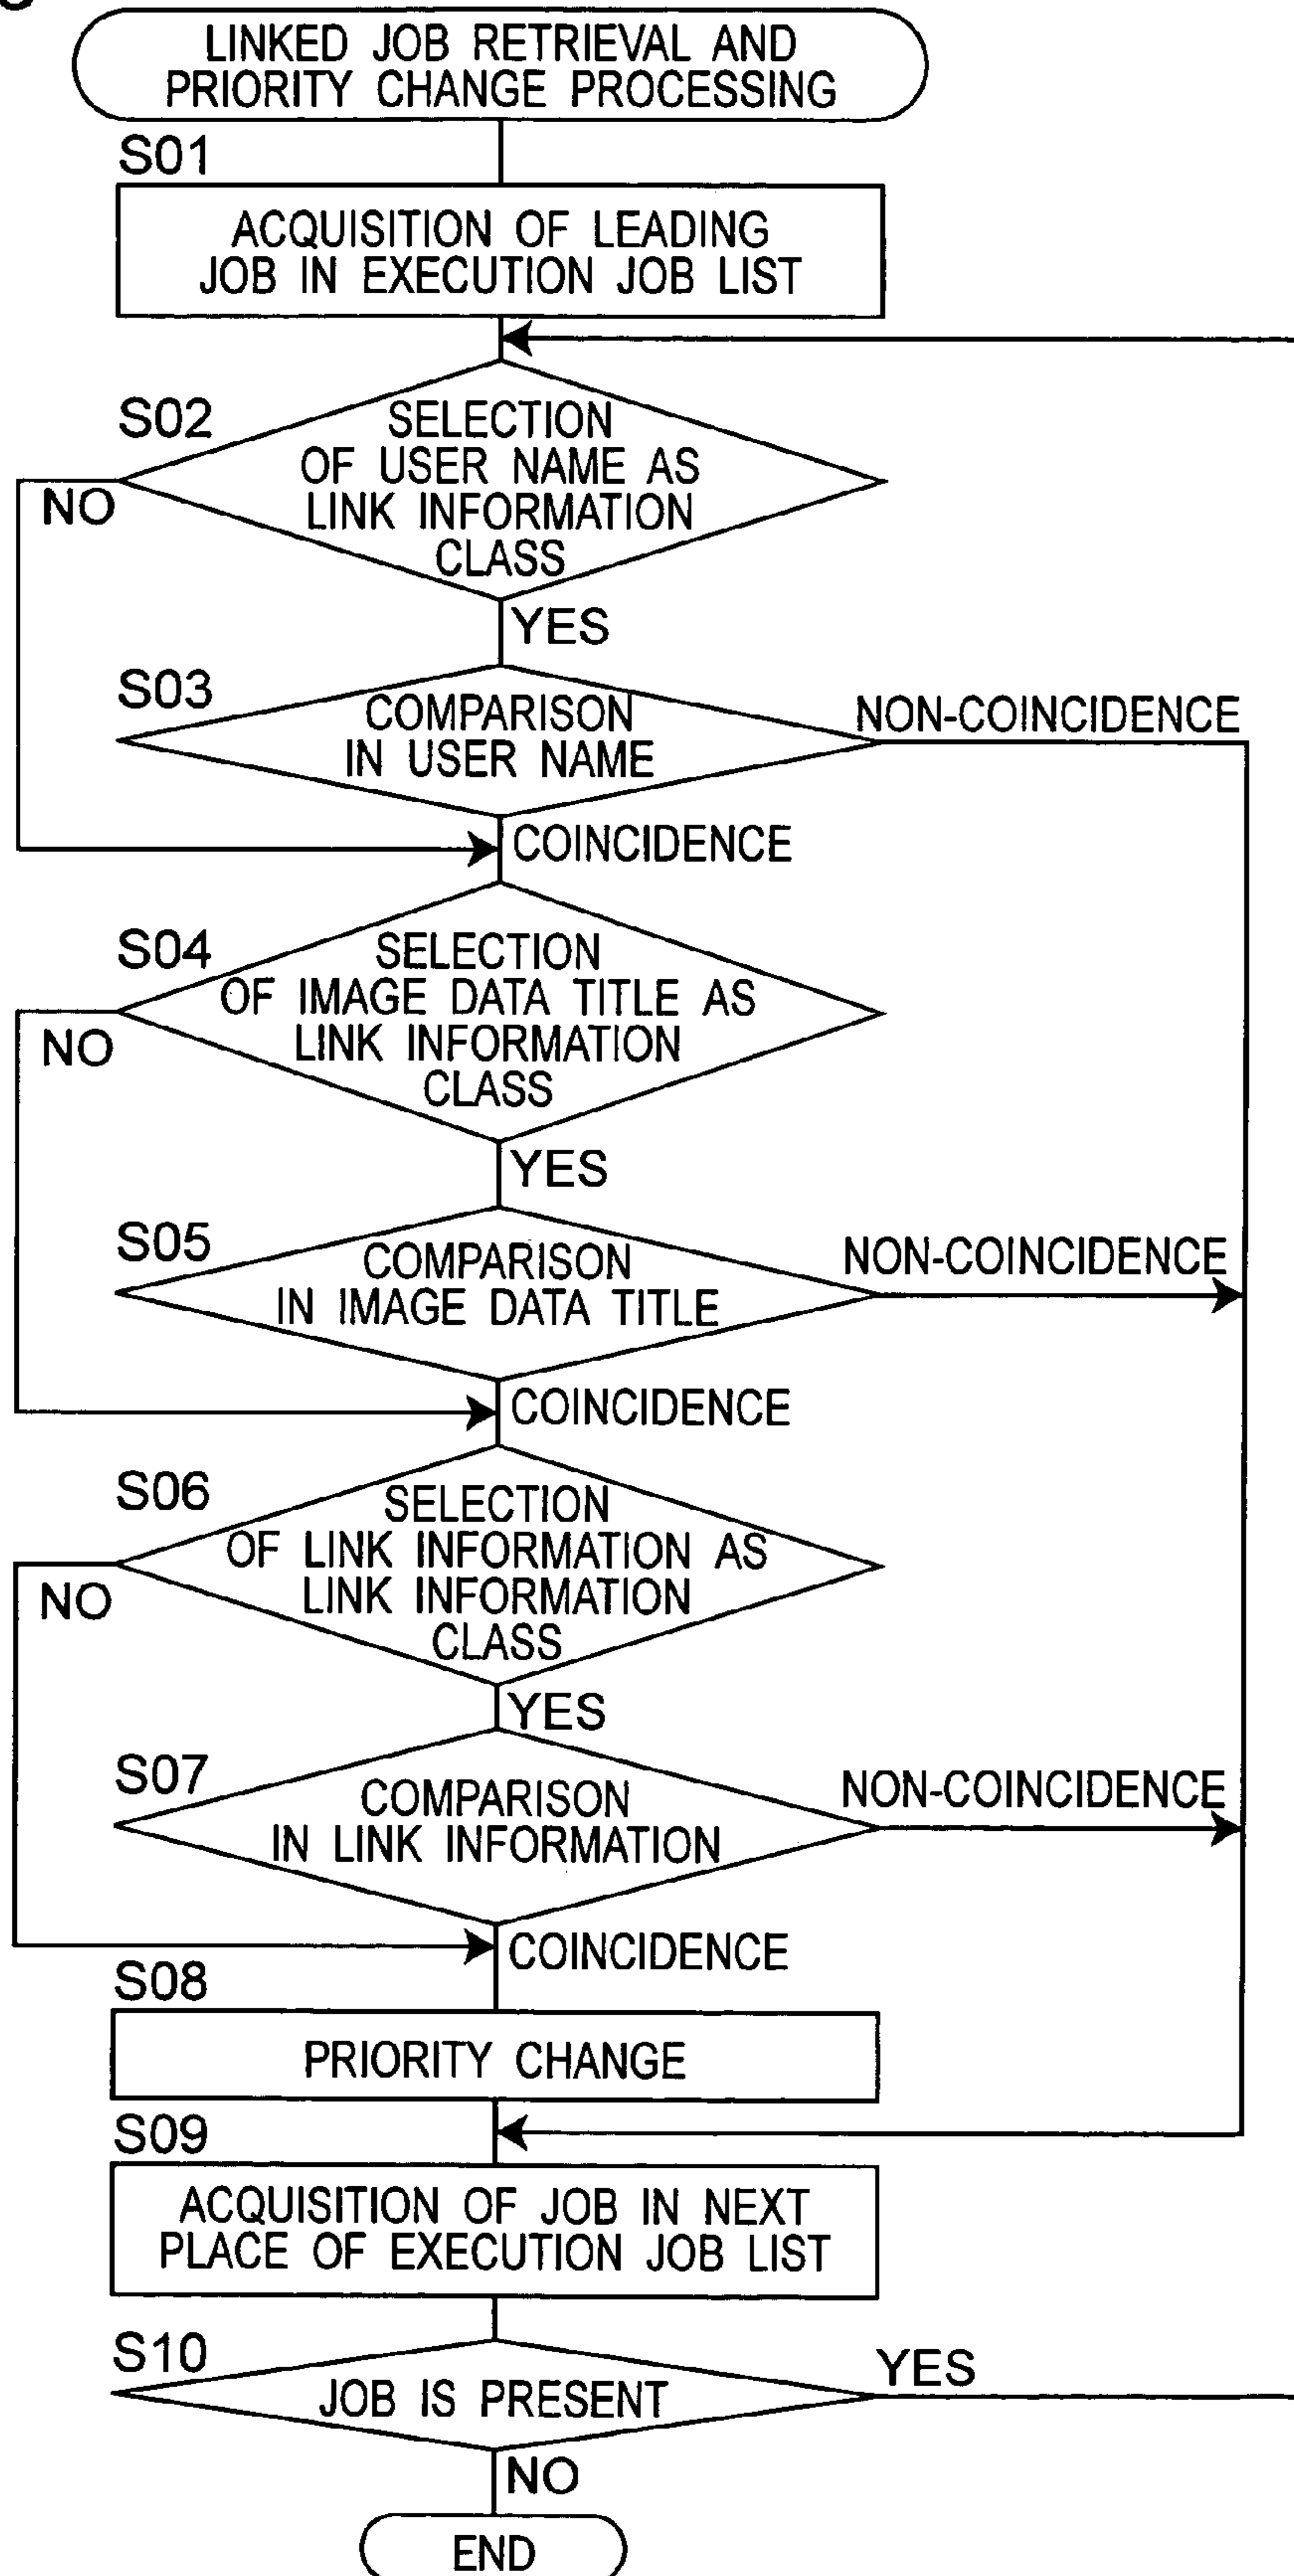 LINKED JOB RETRIEVAL AND
PRIORITY CHANGE PROCESSING
S01
ACQUISITION OF LEADING
JOB IN EXECUTION JOB LIST
S02
SELECTION
OF USER NAME AS
LINK INFORMATION
CLASS
NO
YES
S03
COMPARISON
IN USER NAME
NON-COINCIDENCE
COINCIDENCE
S04
SELECTION
OF IMAGE DATA TITLE AS
LINK INFORMATION
CLASS
NO
YES
S05
COMPARISON
IN IMAGE DATA TITLE
NON-COINCIDENCE
COINCIDENCE
S06
SELECTION
OF LINK INFORMATION AS
LINK INFORMATION
CLASS
NO
YES
S07
COMPARISON
IN LINK INFORMATION
NON-COINCIDENCE
COINCIDENCE
S08
PRIORITY CHANGE
S09
ACQUISITION OF JOB IN NEXT
PLACE OF EXECUTION JOB LIST
S10
JOB IS PRESENT
YES
NO
END